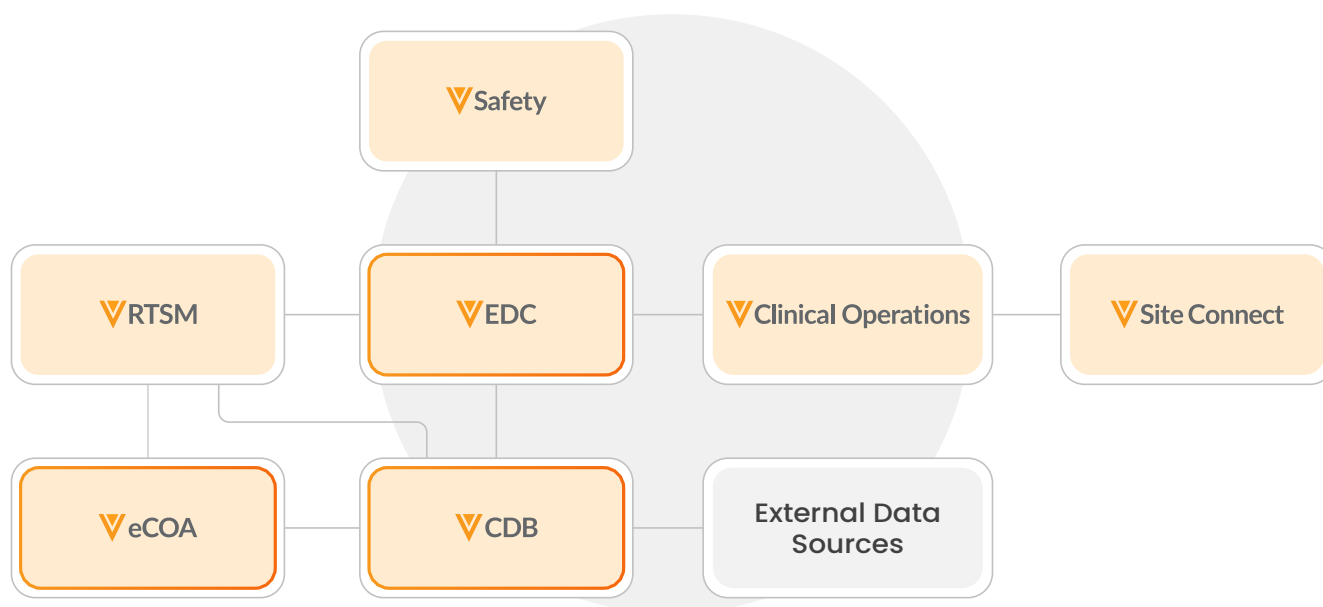 Safety
RTSM
EDC
Clinical Operations
Site Connect
eCOA
CDB
External Data
Sources